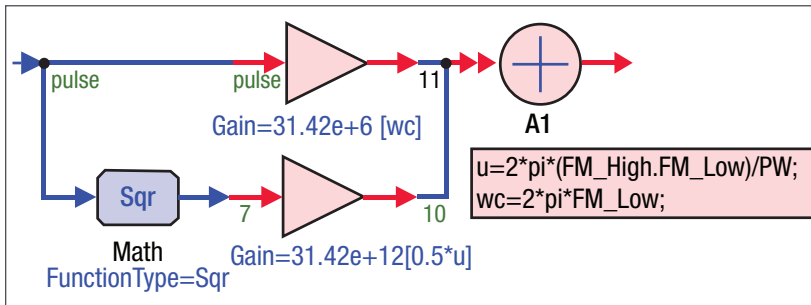 pulse
pulse
11
Gain=31.42e+6 [wc]
A1
u=2*pi*(FM_High.FM_Low)/PW;
wc=2*pi*FM_Low;
Sqr
7
10
Math
FunctionType=Sqr
Gain=31.42e+12[0.5*u]